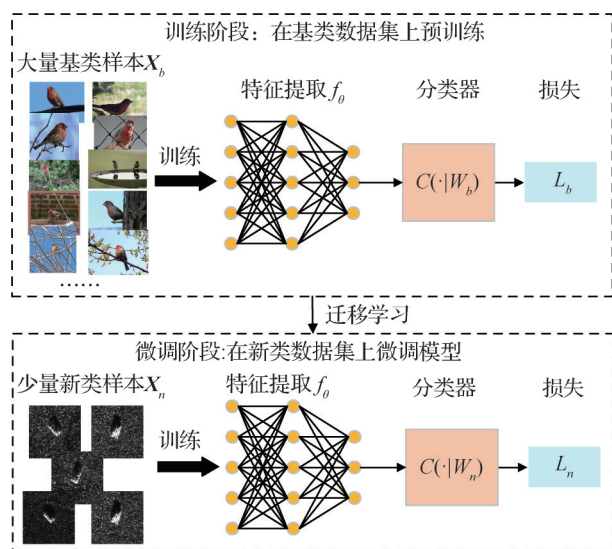 训练阶段：在基类数据集上预训练
大量基类样本X_b
特征提取f_θ
分类器
损失
训练
C(·|W_b)
L_b
……
迁移学习
微调阶段:在新类数据集上微调模型
少量新类样本X_n
特征提取f_θ
分类器
损失
训练
C(·|W_n)
L_n